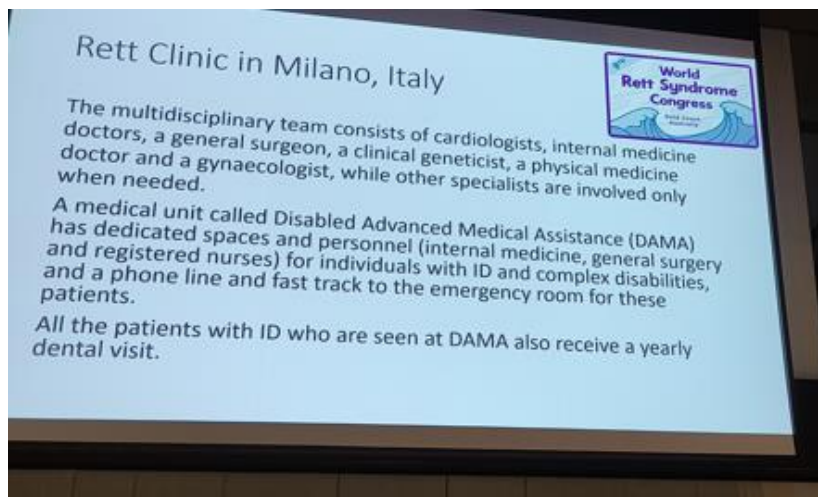 Rett Clinic in Milano, Italy
World
Rett Syndrome
Congress
Gold Coast
Australia
The multidisciplinary team consists of cardiologists, internal medicine
doctors, a general surgeon, a clinical geneticist, a physical medicine
doctor and a gynaecologist, while other specialists are involved only
when needed.
A medical unit called Disabled Advanced Medical Assistance (DAMA)
has dedicated spaces and personnel (internal medicine, general surgery
and registered nurses) for individuals with ID and complex disabilities,
and a phone line and fast track to the emergency room for these
patients.
All the patients with ID who are seen at DAMA also receive a yearly
dental visit.